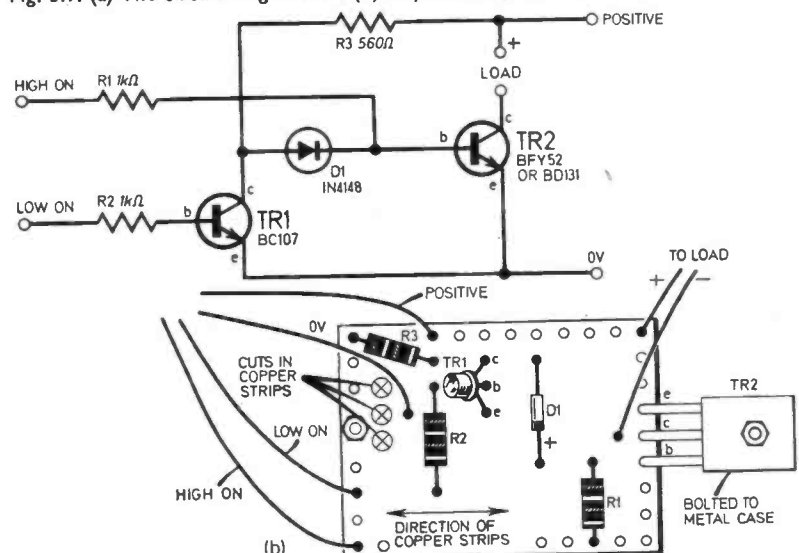 POSITIVE
R3 560Ω
+
LOAD
HIGH ON
R1 1kΩ
c
b
TR2
BFY52
OR BD131
e
D1
IN4148
LOW ON
R2 1kΩ
b
c
TR1
BC107
e
0V
TO LOAD
+ −
POSITIVE
0V
R3
CUTS IN
COPPER
STRIPS
TR1
c
b
e
D1
+
R2
LOW ON
HIGH ON
R1
e
c
b
TR2
BOLTED TO
METAL CASE
DIRECTION OF
COPPER STRIPS
(b)